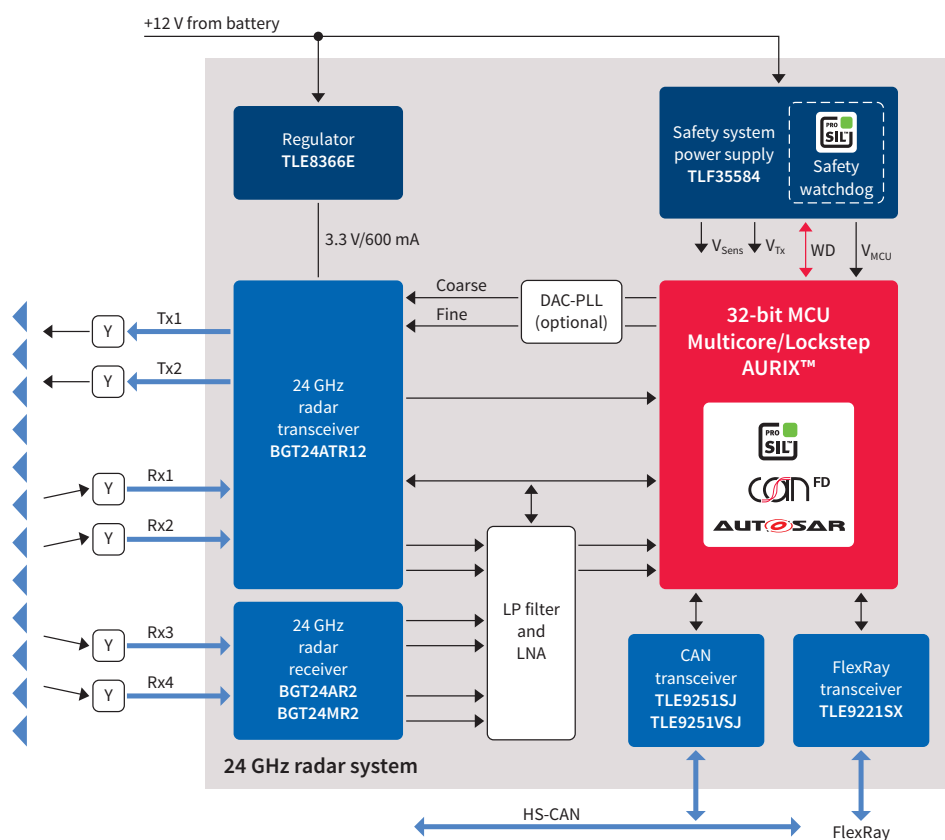 +12 V from battery
Regulator
TLE8366E
Safety system
power supply
TLF35584
PRO
SIL™
Safety
watchdog
3.3 V/600 mA
VSens
VTx
WD
VMCU
Coarse
Fine
DAC-PLL
(optional)
32-bit MCU
Multicore/Lockstep
AURIX™
PRO
SIL™
CAN FD
AUTOSAR
Tx1
Y
Tx2
Y
24 GHz
radar
transceiver
BGT24ATR12
Rx1
Y
Rx2
Y
LP filter
and
LNA
Rx3
Y
Rx4
Y
24 GHz
radar
receiver
BGT24AR2
BGT24MR2
CAN
transceiver
TLE9251SJ
TLE9251VSJ
FlexRay
transceiver
TLE9221SX
24 GHz radar system
HS-CAN
FlexRay